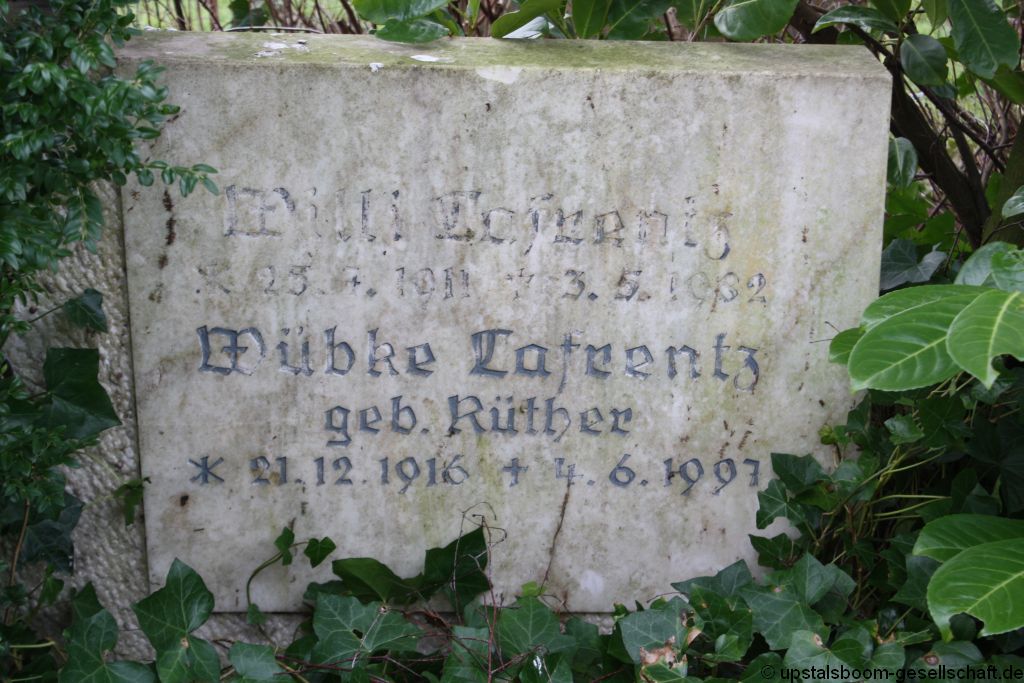 Willi Lafrentz
* 25. 7. 1911 † 3. 5. 1982
Wübke Lafrentz
geb. Rüther
* 21. 12. 1916 † 4. 6. 1997
© upstalsboom-gesellschaft.de